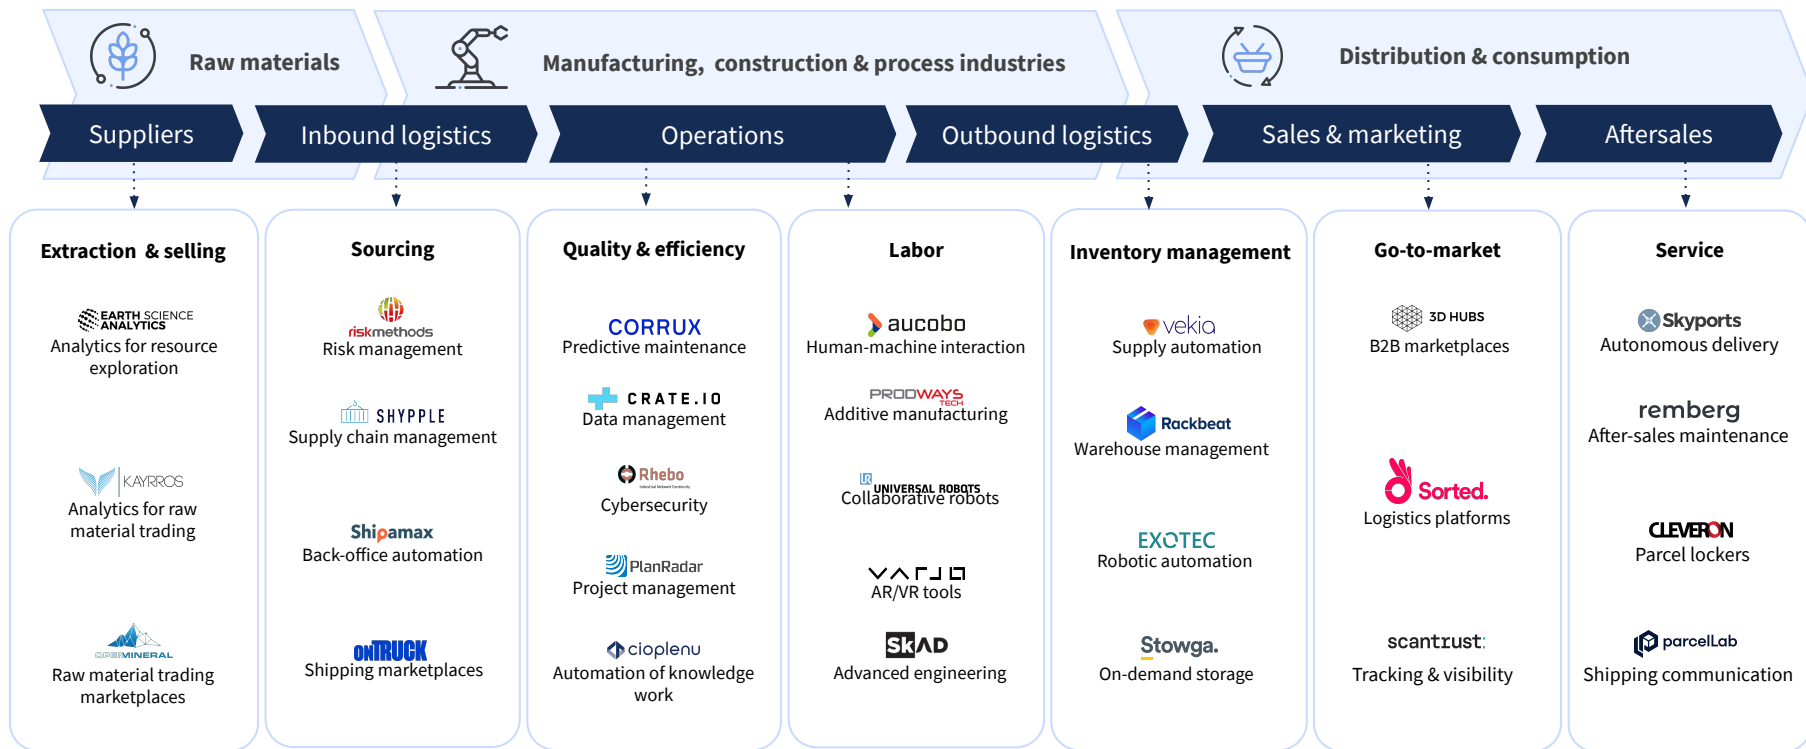 Raw materials
Manufacturing, construction & process industries
Distribution & consumption
Suppliers
Inbound logistics
Operations
Outbound logistics
Sales & marketing
Aftersales
Extraction & selling
EARTH SCIENCE
ANALYTICS
Analytics for resource
exploration
KAYRROS
Analytics for raw
material trading
OPENMINERAL
Raw material trading
marketplaces
Sourcing
riskmethods
Risk management
SHYPPLE
Supply chain management
Shipamax
Back-office automation
onTRUCK
Shipping marketplaces
Quality & efficiency
CORRUX
Predictive maintenance
CRATE.IO
Data management
Rhebo
Industrial Network Continuity
Cybersecurity
PlanRadar
Project management
cioplenu
Automation of knowledge
work
Labor
aucobo
Human-machine interaction
PRODWAYS
TECH
Additive manufacturing
UR
UNIVERSAL ROBOTS
Collaborative robots
VARJO
AR/VR tools
SkAD
Advanced engineering
Inventory management
vekia
Supply automation
Rackbeat
Warehouse management
EXOTEC
Robotic automation
Stowga.
On-demand storage
Go-to-market
3D HUBS
B2B marketplaces
Sorted.
Logistics platforms
scantrust:
Tracking & visibility
Service
Skyports
Autonomous delivery
remberg
After-sales maintenance
CLEVERON
Parcel lockers
parcelLab
Shipping communication